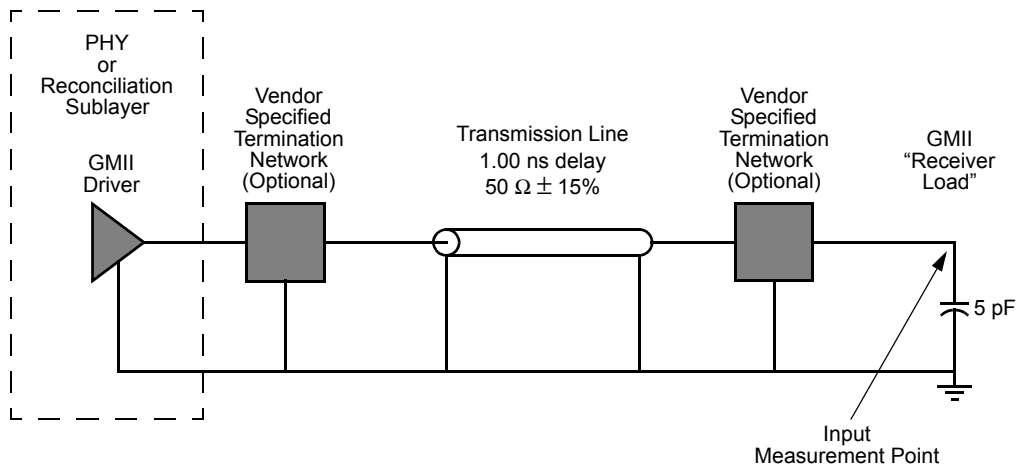 PHY
or
Reconciliation
Sublayer
GMII
Driver
Vendor
Specified
Termination
Network
(Optional)
Transmission Line
1.00 ns delay
50 Ω ± 15%
Vendor
Specified
Termination
Network
(Optional)
GMII
“Receiver
Load”
5 pF
Input
Measurement Point